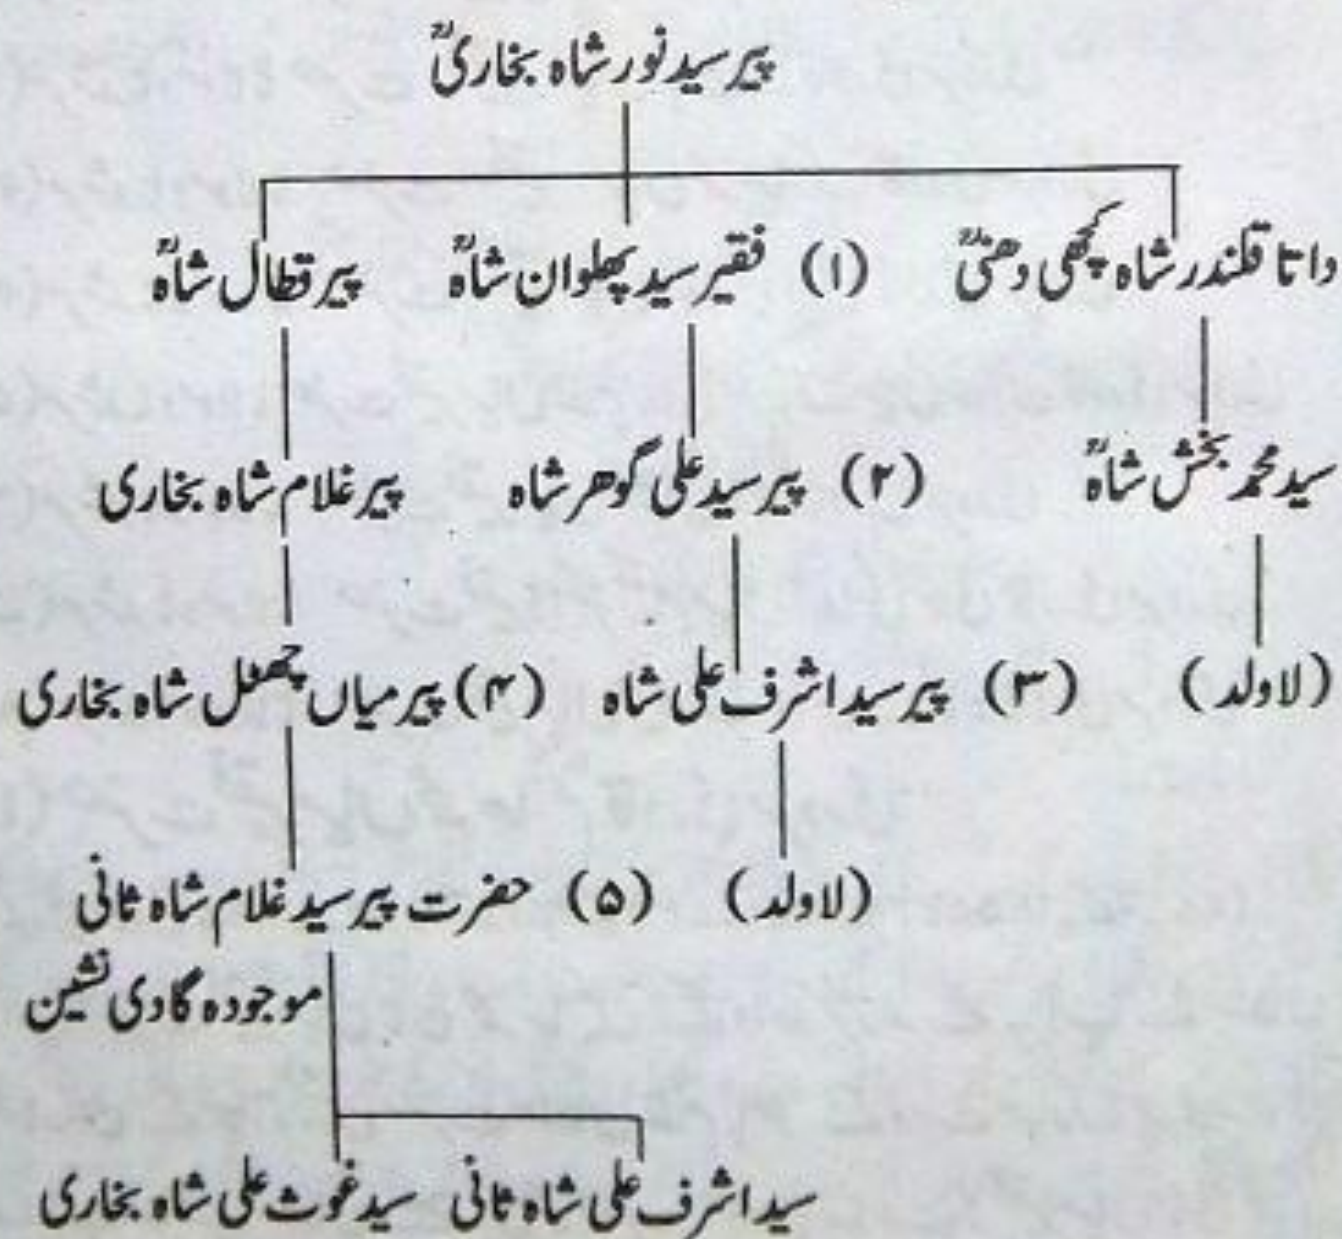 پیر سید نور شاہ بخاریؒ
داتا قلندر شاہ کچھی دھنیؒ (۱) فقیر سید پھلوان شاہؒ پیر قطال شاہؒ
سید محمد بخش شاہؒ (۲) پیر سید علی گوھر شاہ پیر غلام شاہ بخاری
(لاولد) (۳) پیر سید اشرف علی شاہ (۴) پیر میاں چھٹل شاہ بخاری
(لاولد) (۵) حضرت پیر سید غلام شاہ ثانی
موجودہ گادی نشین
سید اشرف علی شاہ ثانی سید غوث علی شاہ بخاری